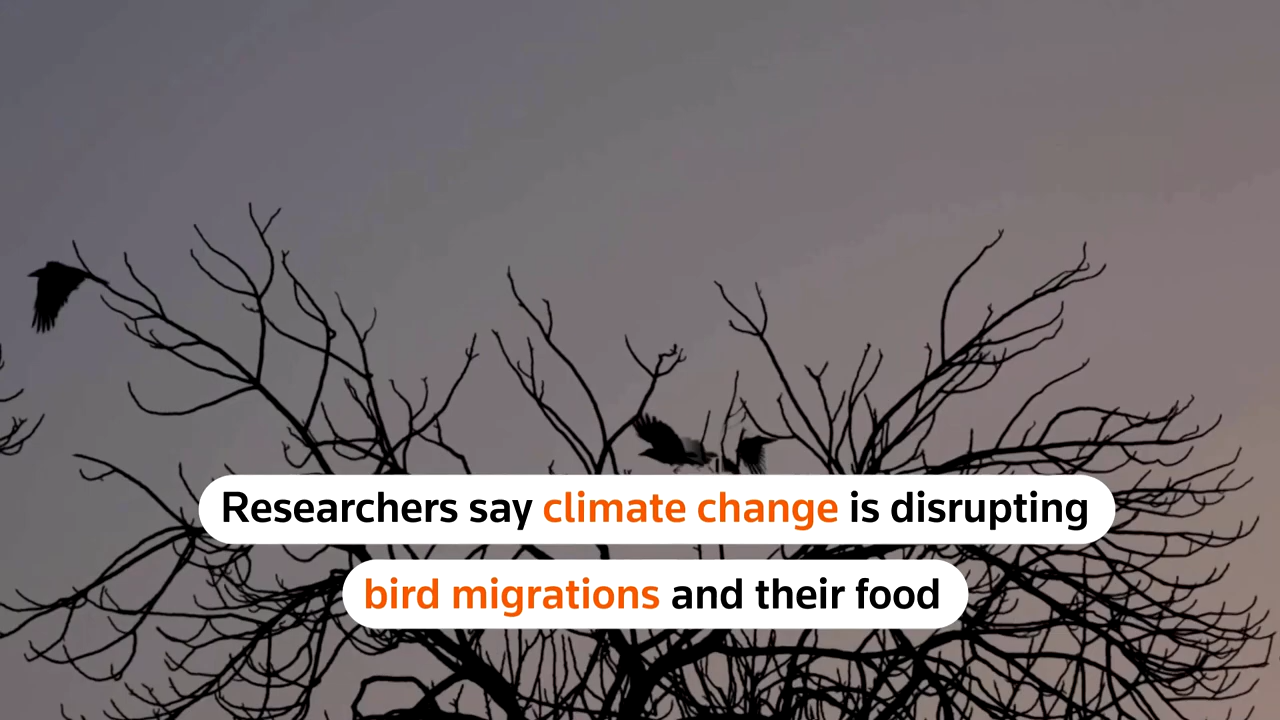 Researchers say climate change is disrupting
bird migrations and their food